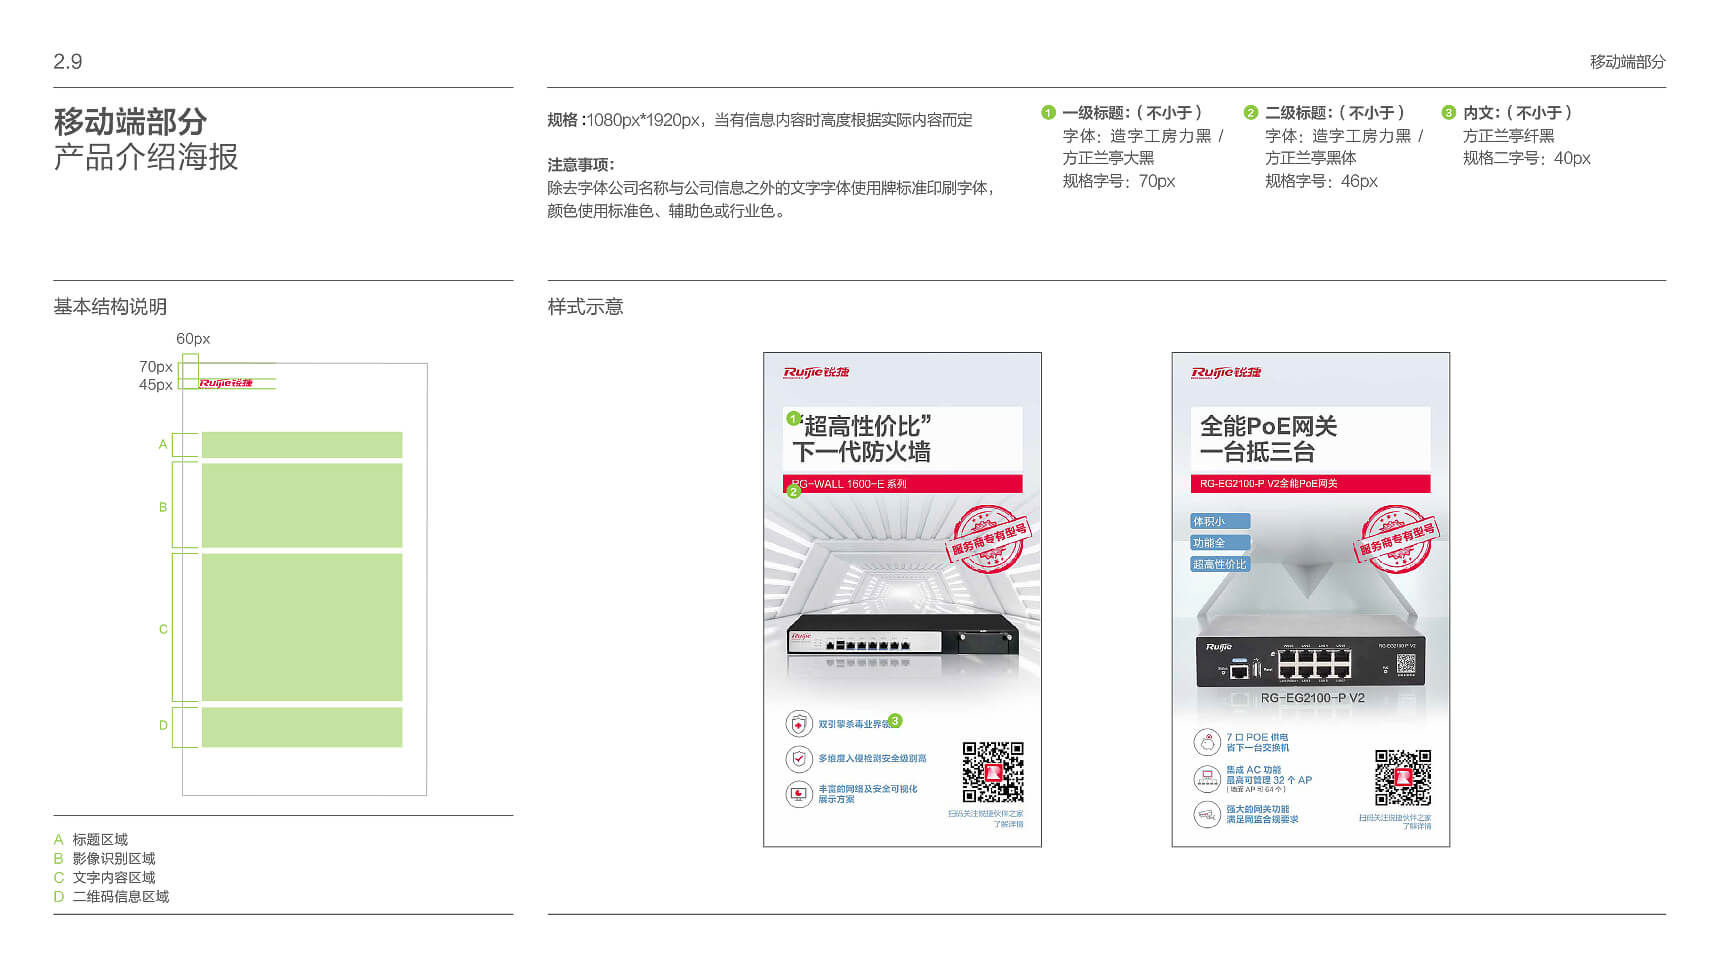 2.9
移动端部分
移动端部分
产品介绍海报
规格：1080px*1920px，当有信息内容时高度根据实际内容而定
注意事项：
除去字体公司名称与公司信息之外的文字字体使用牌标准印刷字体，
颜色使用标准色、辅助色或行业色。
1 一级标题：（不小于）
字体：造字工房力黑 /
方正兰亭大黑
规格字号：70px
2 二级标题：（不小于）
字体：造字工房力黑 /
方正兰亭黑体
规格字号：46px
3 内文：（不小于）
方正兰亭纤黑
规格二字号：40px
基本结构说明
60px
70px
45px
Ruijie锐捷
A
B
C
D
A 标题区域
B 影像识别区域
C 文字内容区域
D 二维码信息区域
样式示意
Ruijie锐捷
1
“超高性价比”
下一代防火墙
RG-WALL 1600-E 系列
2
服务商专有型号
Ruijie
双引擎杀毒业界领
3
多维度入侵检测安全级别高
丰富的网络及安全可视化
展示方案
扫码关注锐捷伙伴之家
了解详情
Ruijie锐捷
全能PoE网关
一台抵三台
RG-EG2100-P V2全能PoE网关
体积小
功能全
超高性价比
服务商专有型号
Ruijie
RG-EG2100-P V2
RG-EG2100-P V2
7 口 POE 供电
省下一台交换机
集成 AC 功能
最高可管理 32 个 AP
（墙面 AP 可 64 个）
强大的网关功能
满足网监合规要求
扫码关注锐捷伙伴之家
了解详情